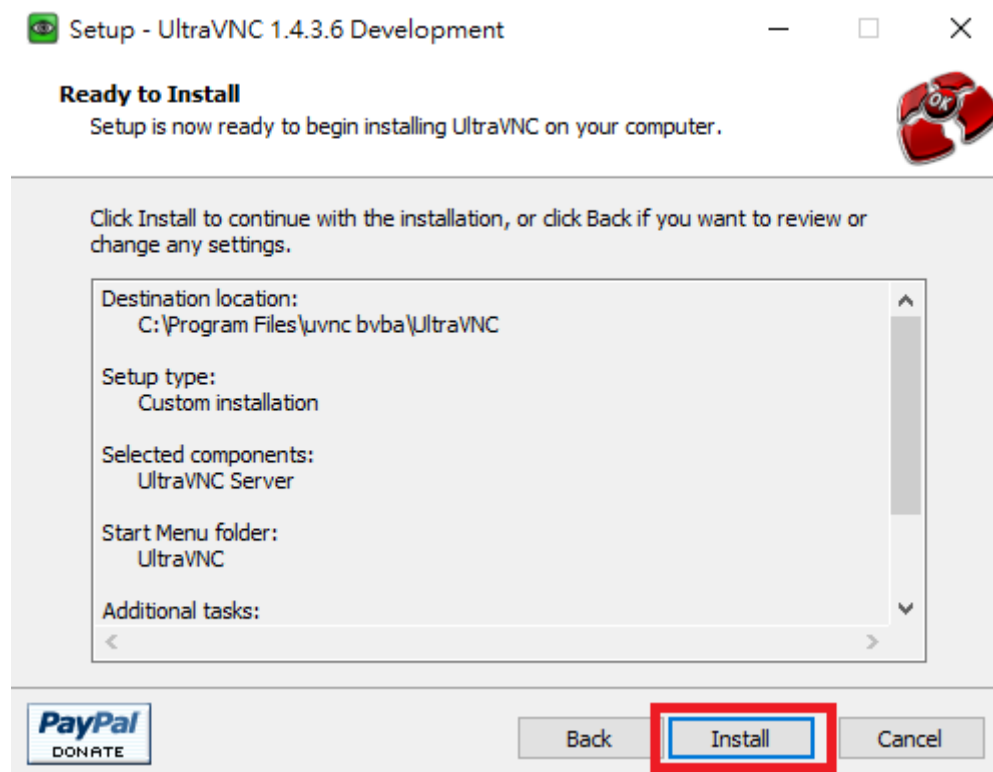 Setup - UltraVNC 1.4.3.6 Development
Ready to Install
OK
Setup is now ready to begin installing UltraVNC on your computer.
Click Install to continue with the installation, or click Back if you want to review or
change any settings.
Destination location:
C:\Program Files\uvnc bvba\UltraVNC
Setup type:
Custom installation
Selected components:
UltraVNC Server
Start Menu folder:
UltraVNC
Additional tasks:
PayPal
DONATE
Back
Install
Cancel